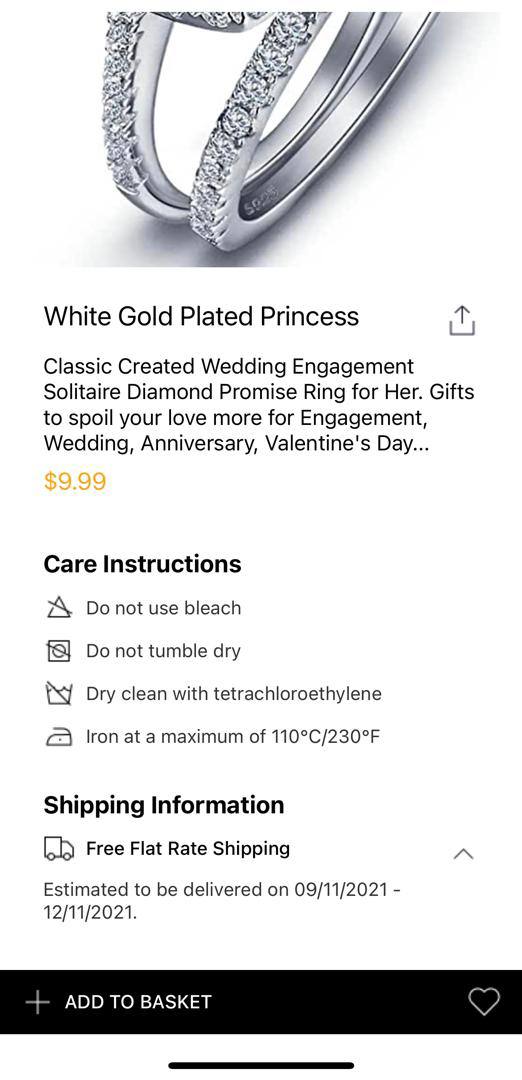 S925
White Gold Plated Princess
Classic Created Wedding Engagement
Solitaire Diamond Promise Ring for Her. Gifts
to spoil your love more for Engagement,
Wedding, Anniversary, Valentine's Day...
$9.99
Care Instructions
Do not use bleach
Do not tumble dry
Dry clean with tetrachloroethylene
Iron at a maximum of 110°C/230°F
Shipping Information
Free Flat Rate Shipping
Estimated to be delivered on 09/11/2021 -
12/11/2021.
ADD TO BASKET